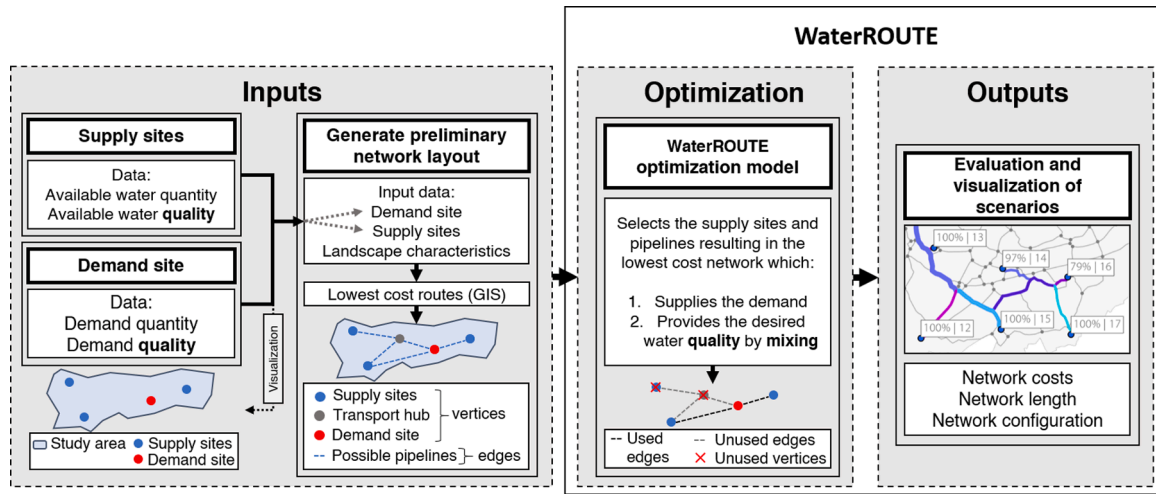 WaterROUTE
Inputs
Supply sites
Data:
Available water quantity
Available water quality
Demand site
Data:
Demand quantity
Demand quality
Visualization
Study area
Supply sites
Demand site
Generate preliminary
network layout
Input data:
Demand site
Supply sites
Landscape characteristics
Lowest cost routes (GIS)
Supply sites
Transport hub
Demand site
vertices
Possible pipelines
edges
Optimization
WaterROUTE
optimization model
Selects the supply sites and
pipelines resulting in the
lowest cost network which:
1. Supplies the demand
2. Provides the desired
water quality by mixing
Used
edges
Unused edges
Unused vertices
Outputs
Evaluation and
visualization of
scenarios
100% | 13
97% | 14
79% | 16
100% | 12
100% | 15
100% | 17
Network costs
Network length
Network configuration